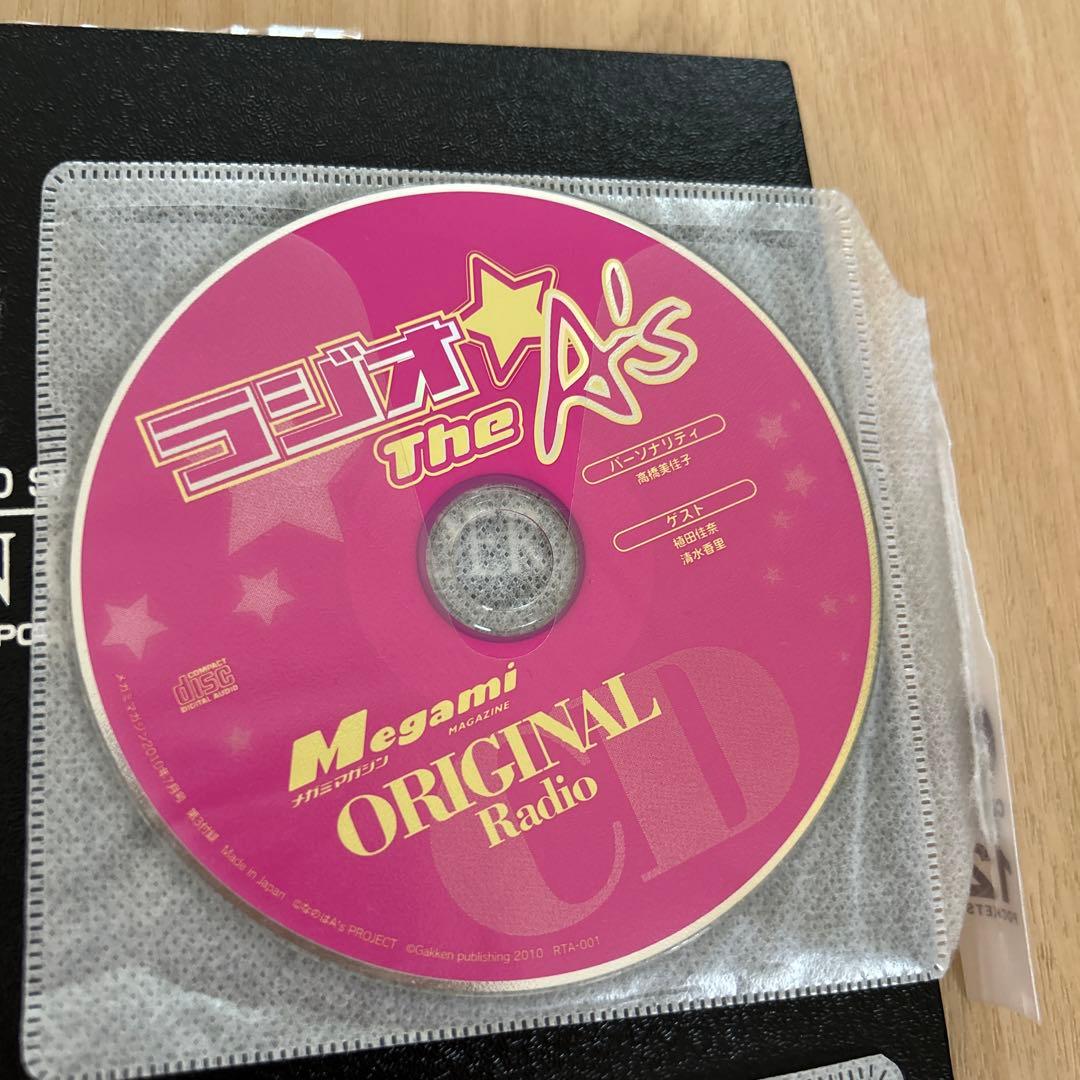 ラジオ
The
A's
パーソナリティ
高橋美佳子
ゲスト
植田佳奈
清水香里
COMPACT
disc
DIGITAL AUDIO
Megami
MAGAZINE
メガミマガジン
ORIGINAL
Radio
CD
メガミマガジン2010年7月号 第3付録 Made in Japan ©なのはA's PROJECT ©Gakken publishing 2010 RTA-001
12
POCKETS